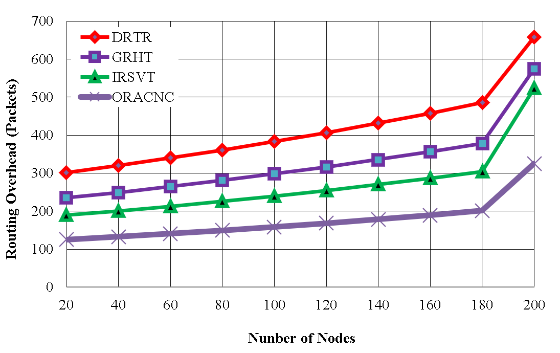 700
600
500
400
300
200
100
0
Routing Overhead (Packets)
DRTR
GRHT
IRSVT
ORACNC
20 40 60 80 100 120 140 160 180 200
Nunber of Nodes